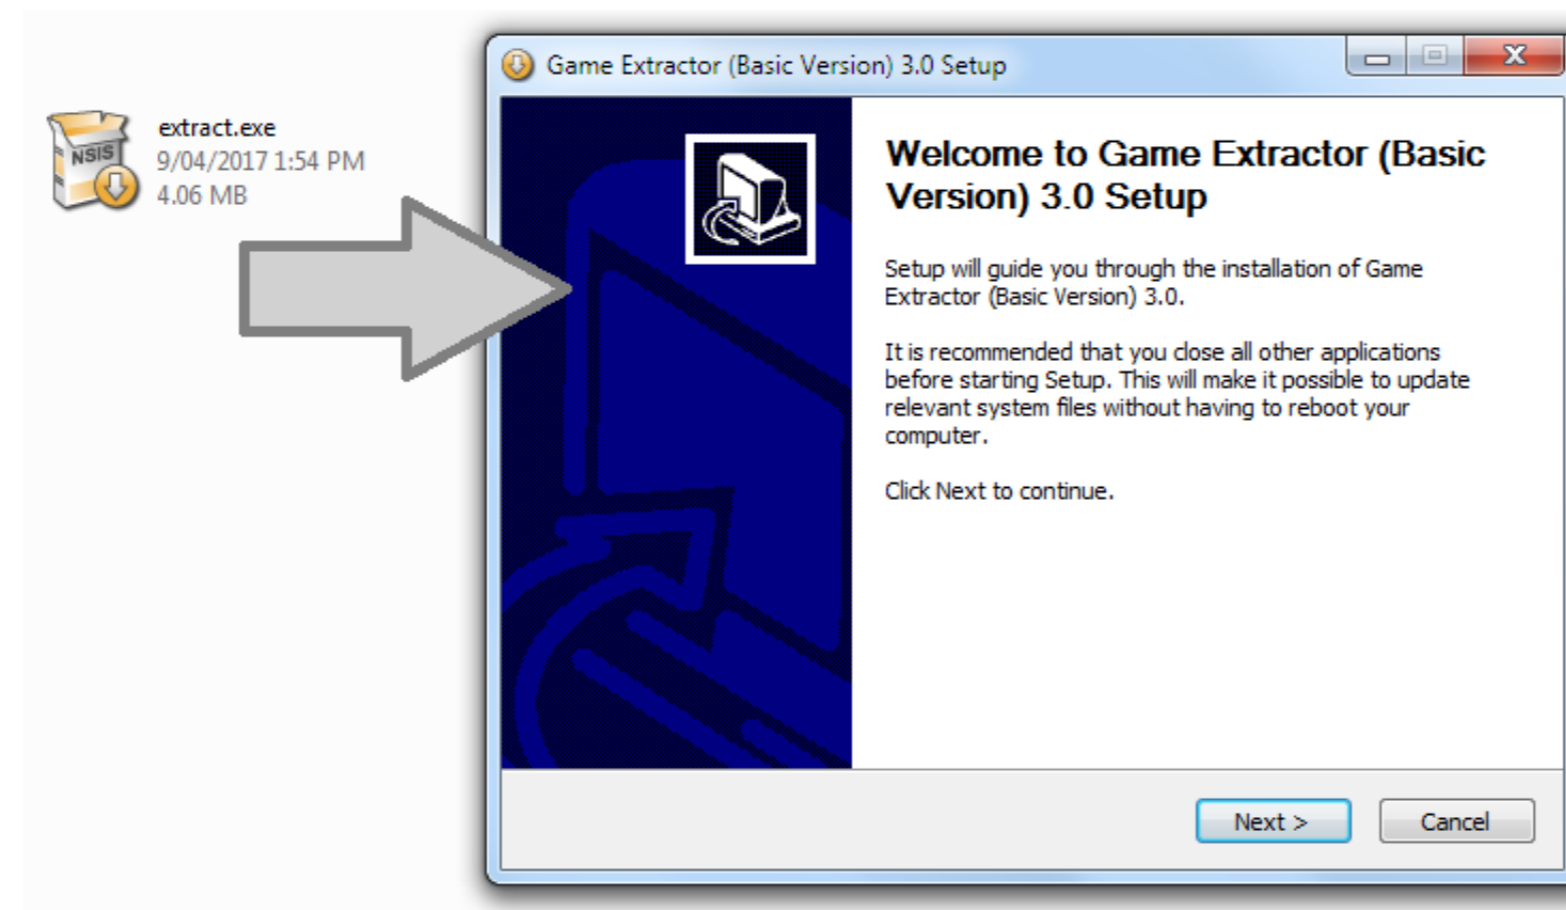 Game Extractor (Basic Version) 3.0 Setup
extract.exe
9/04/2017 1:54 PM
4.06 MB
NSIS
Welcome to Game Extractor (Basic
Version) 3.0 Setup
Setup will guide you through the installation of Game
Extractor (Basic Version) 3.0.
It is recommended that you close all other applications
before starting Setup. This will make it possible to update
relevant system files without having to reboot your
computer.
Click Next to continue.
Next >
Cancel